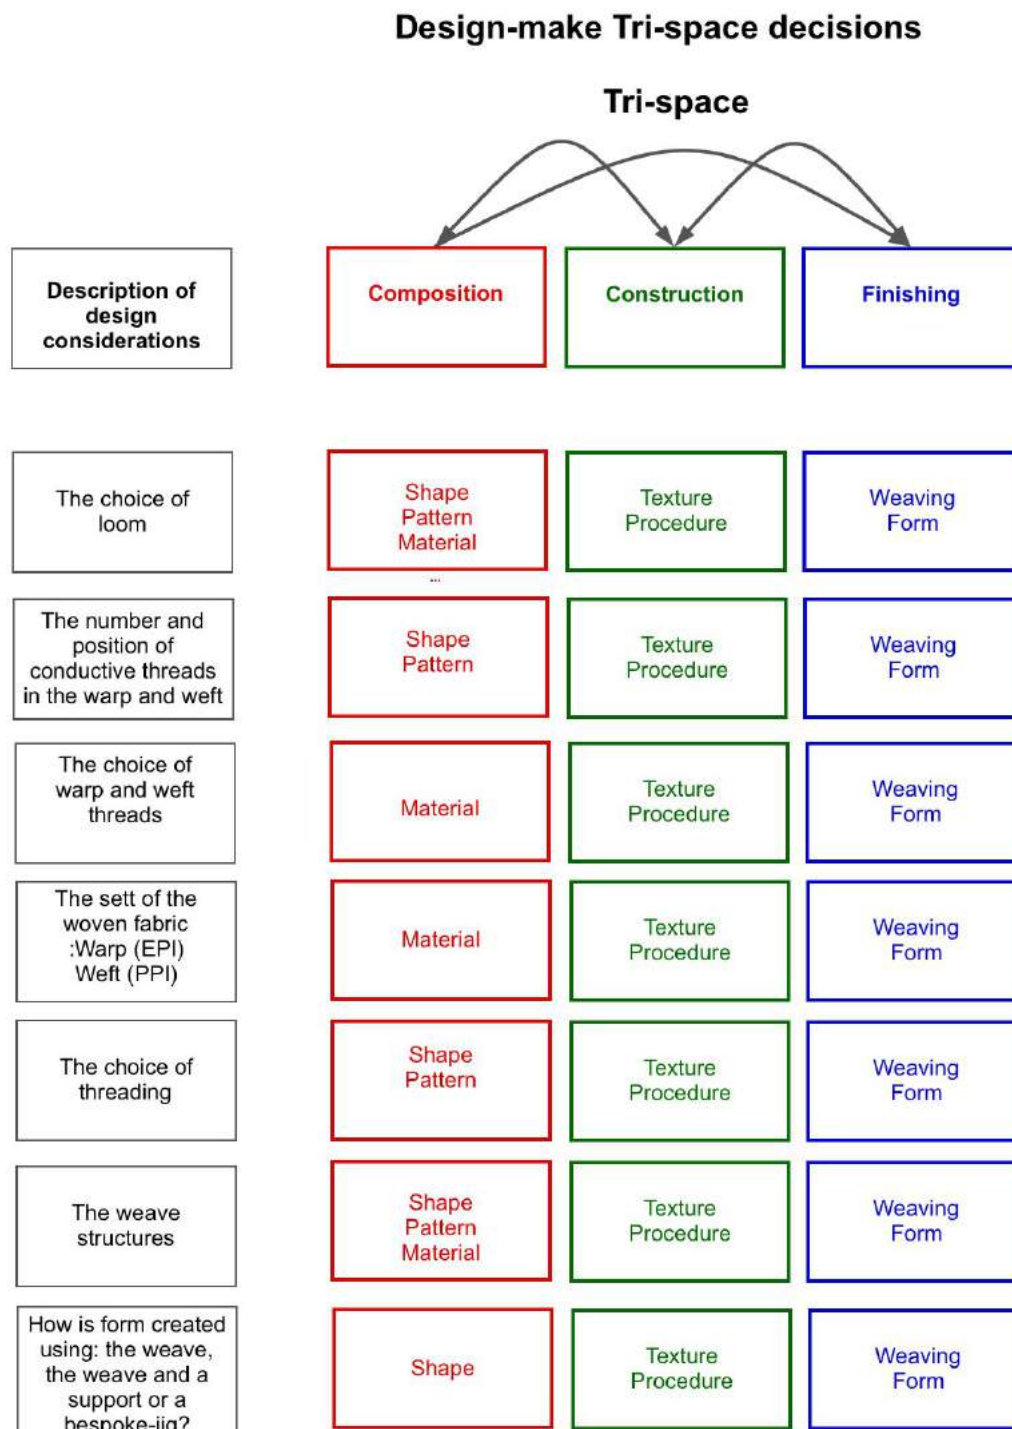 Design-make Tri-space decisions
Tri-space
Description of
design
considerations
Composition
Construction
Finishing
The choice of
loom
Shape
Pattern
Material
...
Texture
Procedure
Weaving
Form
The number and
position of
conductive threads
in the warp and weft
Shape
Pattern
Texture
Procedure
Weaving
Form
The choice of
warp and weft
threads
Material
Texture
Procedure
Weaving
Form
The sett of the
woven fabric
:Warp (EPI)
Weft (PPI)
Material
Texture
Procedure
Weaving
Form
The choice of
threading
Shape
Pattern
Texture
Procedure
Weaving
Form
The weave
structures
Shape
Pattern
Material
Texture
Procedure
Weaving
Form
How is form created
using: the weave,
the weave and a
support or a
bespoke-jig?
Shape
Texture
Procedure
Weaving
Form